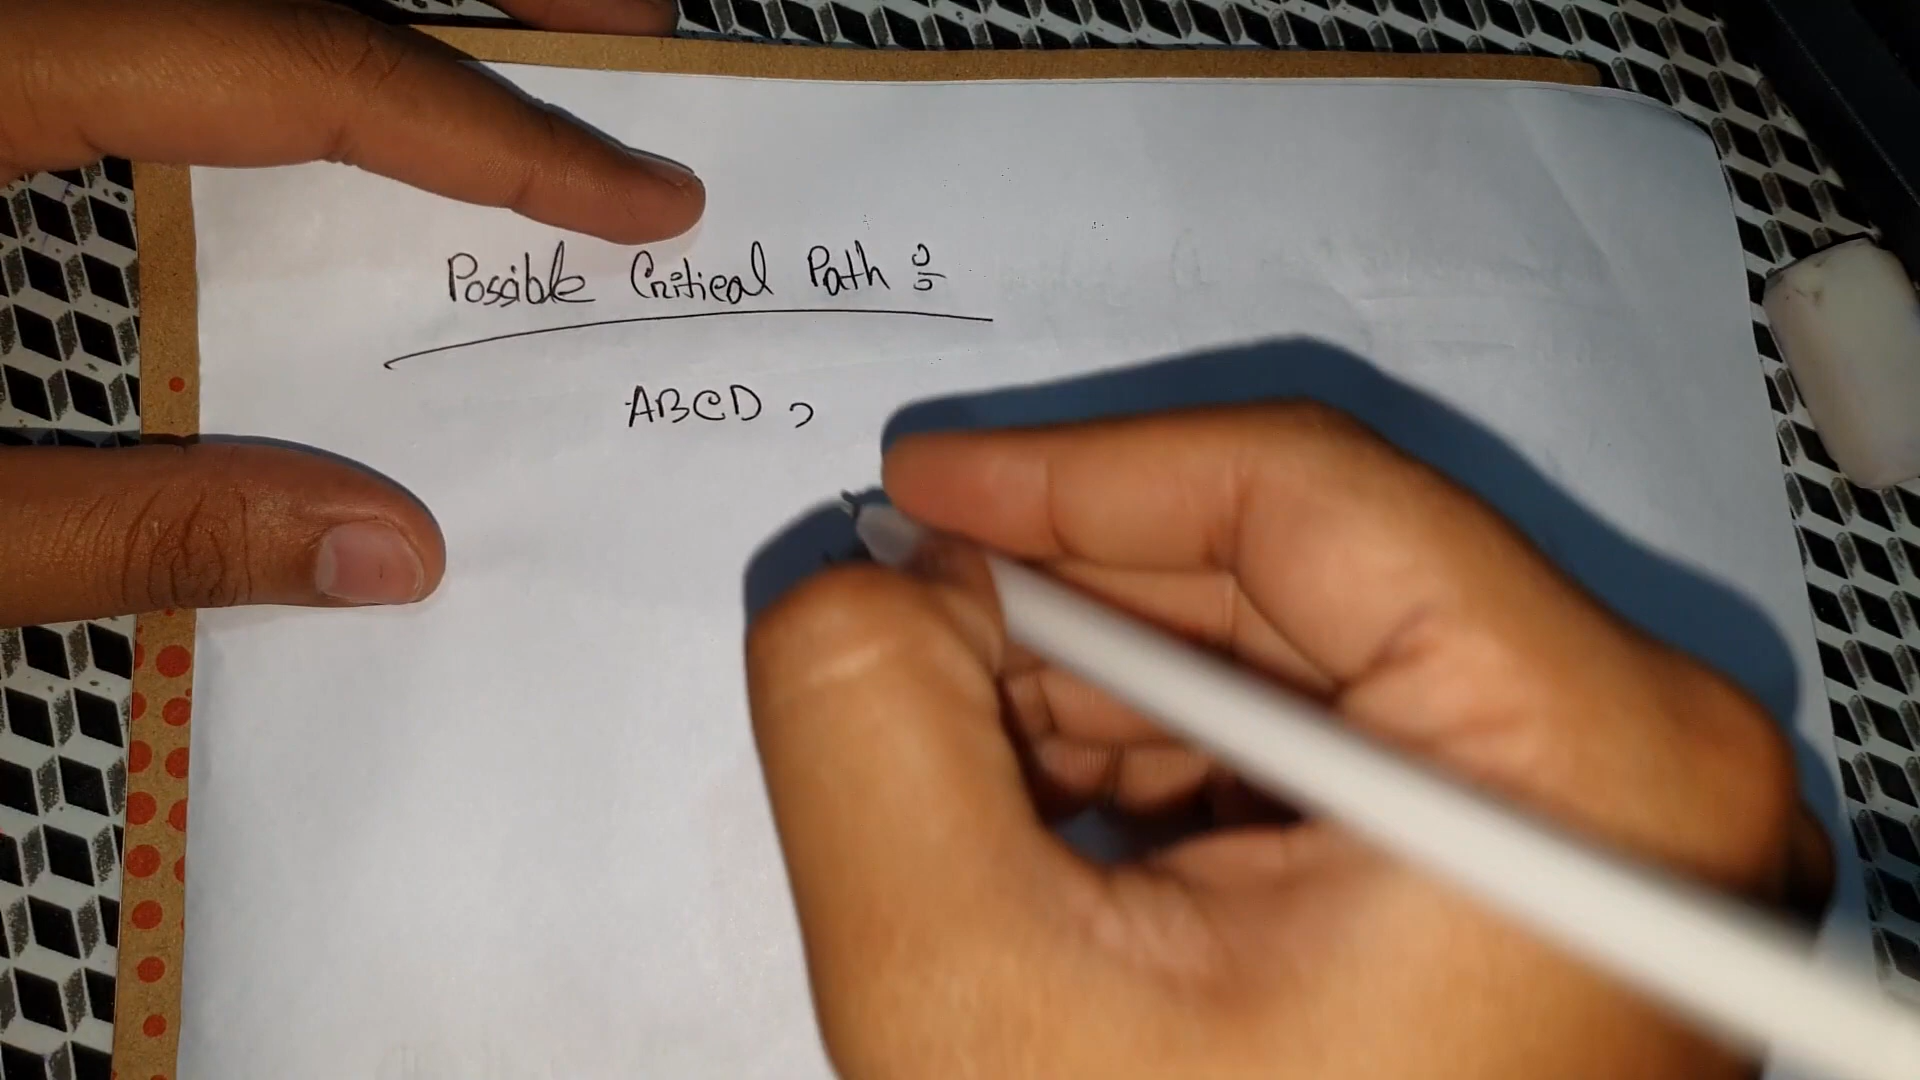 Possible Critical Path :
ABCD ,